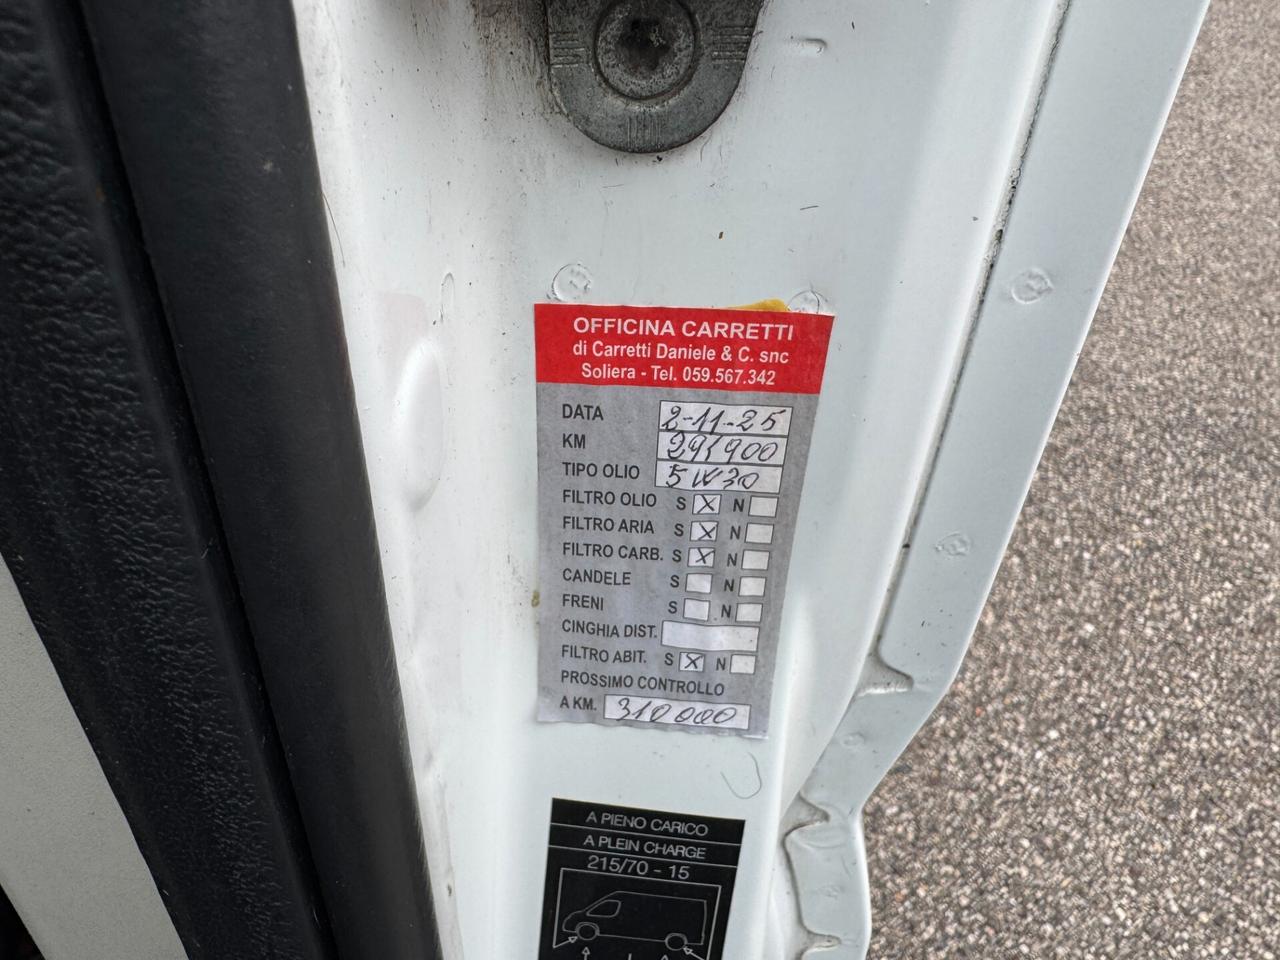 OFFICINA CARRETTI
di Carretti Daniele & C. snc
Soliera - Tel. 059.567.342
DATA 2-11-25
KM
TIPO OLIO 5W30
FILTRO OLIO S X N
FILTRO ARIA S X N
FILTRO CARB. S X N
CANDELE S N
FRENI S N
CINGHIA DIST.
FILTRO ABIT. S X N
PROSSIMO CONTROLLO
A KM. 310000
A PIENO CARICO
A PLEIN CHARGE
215/70 - 15